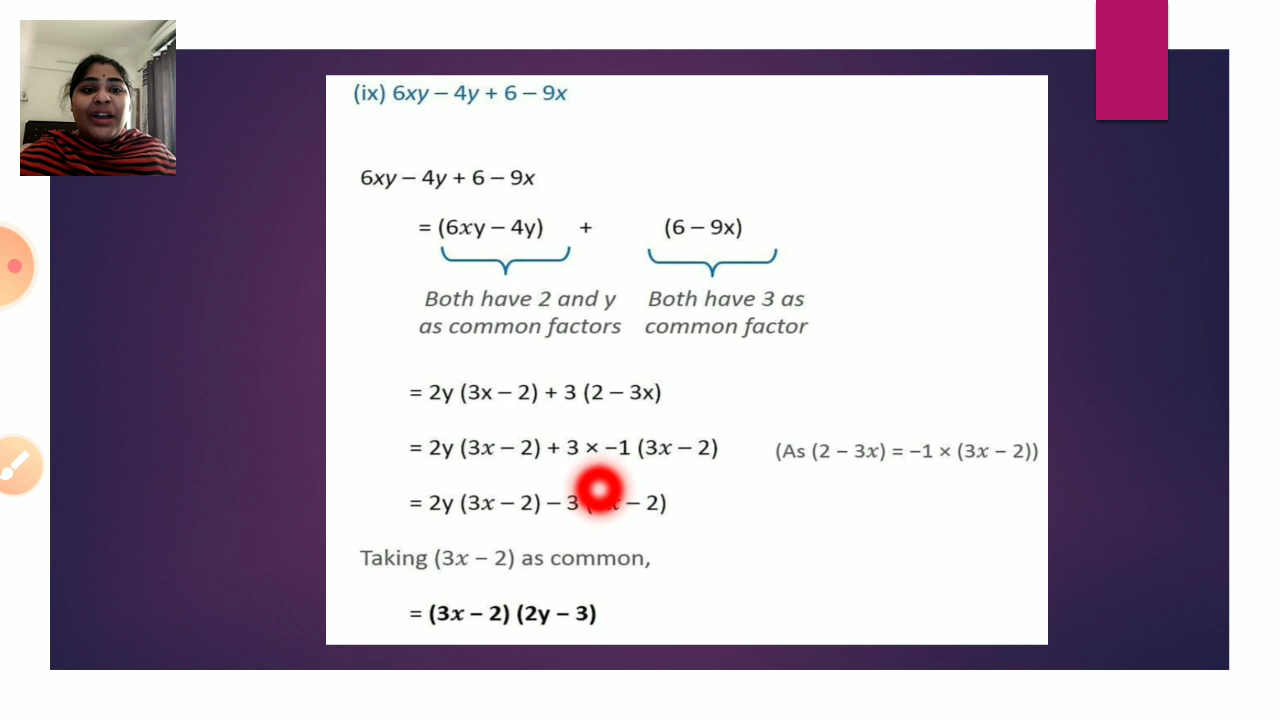 (ix) 6xy – 4y + 6 – 9x
6xy – 4y + 6 – 9x
= (6xy – 4y) + (6 – 9x)
Both have 2 and y Both have 3 as
as common factors common factor
= 2y (3x – 2) + 3 (2 – 3x)
= 2y (3x – 2) + 3 × –1 (3x – 2) (As (2 – 3x) = –1 × (3x – 2))
= 2y (3x – 2) – 3 ( – 2)
Taking (3x – 2) as common,
= (3x – 2) (2y – 3)